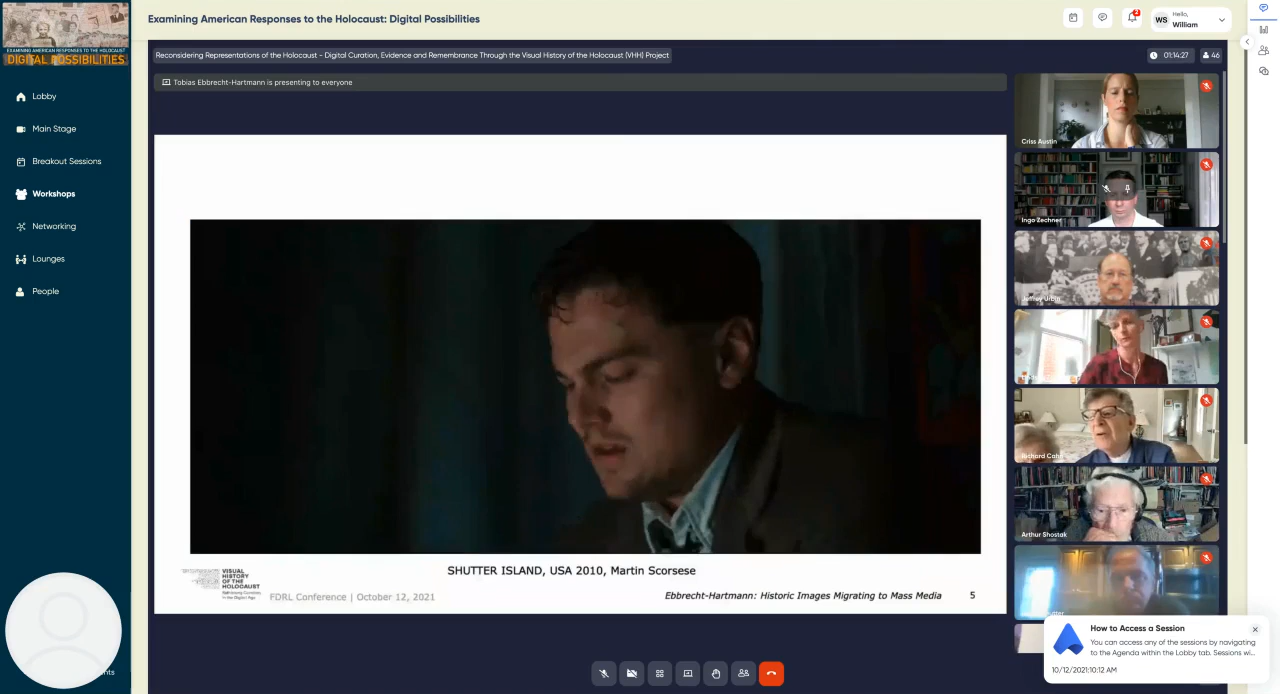 EXAMINING AMERICAN RESPONSES TO THE HOLOCAUST
DIGITAL POSSIBILITIES
Lobby
Main Stage
Breakout Sessions
Workshops
Networking
Lounges
People
Examining American Responses to the Holocaust: Digital Possibilities
WS
Hello,
William
Reconsidering Representations of the Holocaust - Digital Curation, Evidence and Remembrance Through the Visual History of the Holocaust (VHH) Project
01:14:27
46
Tobias Ebbrecht-Hartmann is presenting to everyone
Criss Austin
Ingo Zechner
Jeffrey Urbin
Richard Cohen
Arthur Shostak
SHUTTER ISLAND, USA 2010, Martin Scorsese
VISUAL
HISTORY
OF THE
HOLOCAUST
FDRL Conference | October 12, 2021
Ebbrecht-Hartmann: Historic Images Migrating to Mass Media
5
How to Access a Session
You can access any of the sessions by navigating
to the Agenda within the Lobby tab. Sessions wi...
10/12/2021:10:12 AM